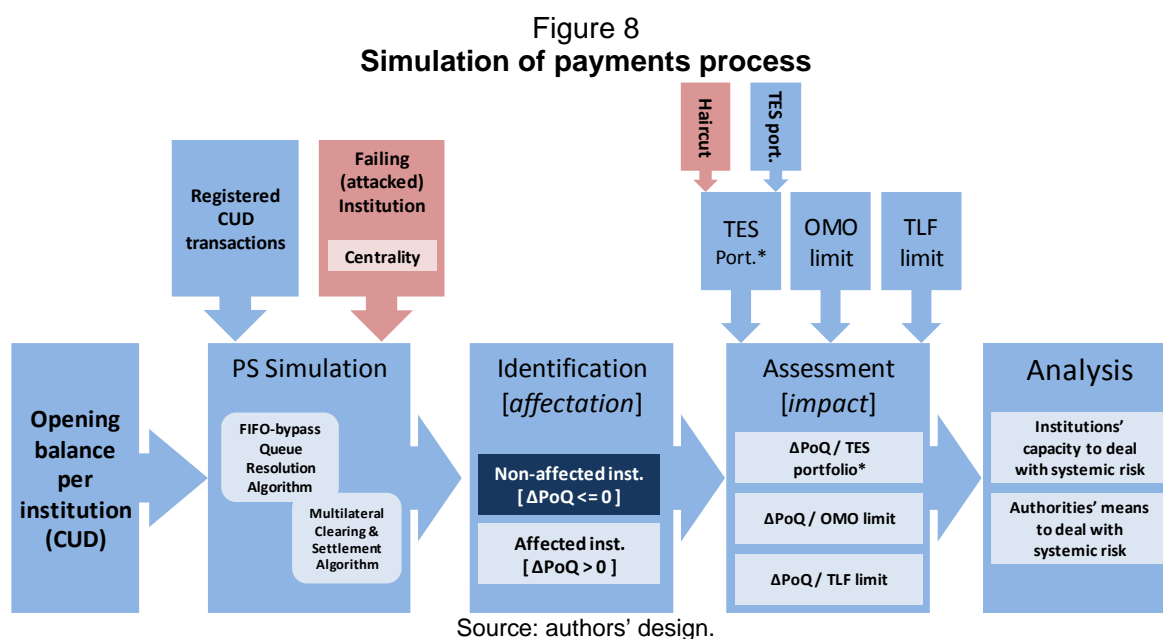 Figure 8
Simulation of payments process
Haircut
TES port.
Registered
CUD
transactions
Failing
(attacked)
Institution
Centrality
TES
Port.*
OMO
limit
TLF
limit
Opening
balance
per
institution
(CUD)
PS Simulation
FIFO-bypass
Queue
Resolution
Algorithm
Multilateral
Clearing &
Settlement
Algorithm
Identification
[affectation]
Non-affected inst.
[ ΔPoQ <= 0 ]
Affected inst.
[ ΔPoQ > 0 ]
Assessment
[impact]
ΔPoQ / TES
portfolio*
ΔPoQ / OMO limit
ΔPoQ / TLF limit
Analysis
Institutions’
capacity to deal
with systemic risk
Authorities’ means
to deal with
systemic risk
Source: authors’ design.